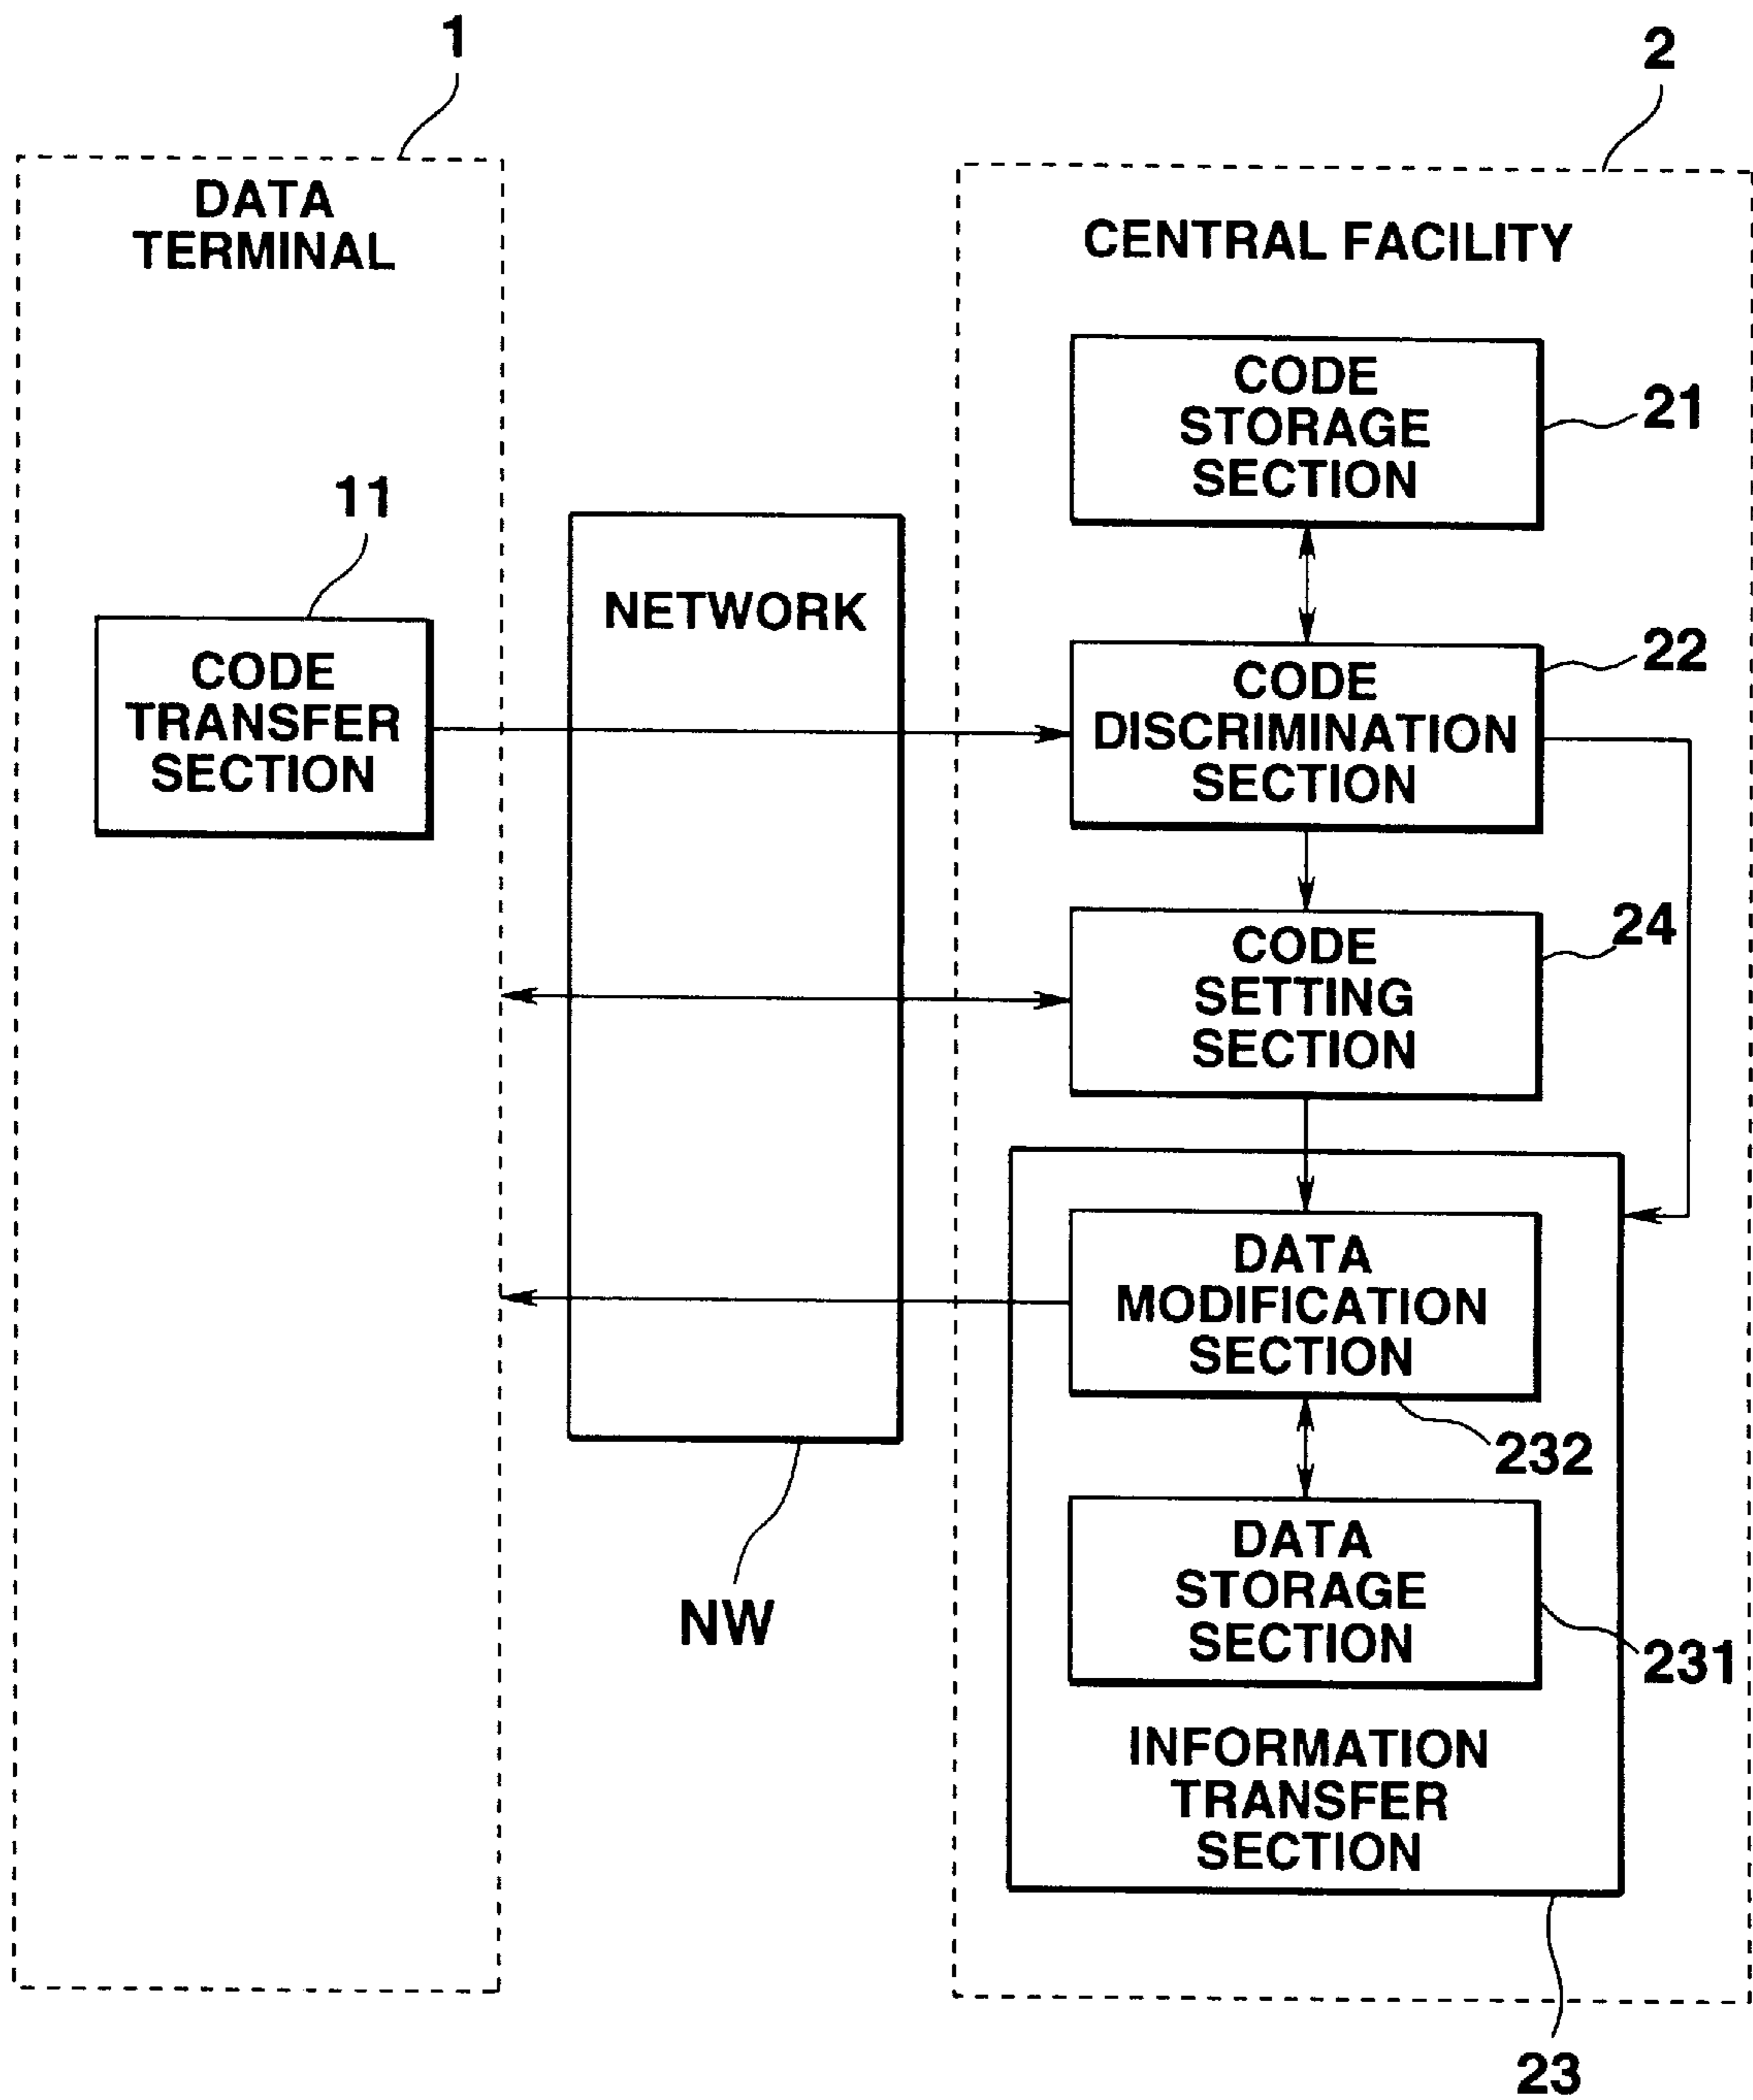 1
2
DATA
TERMINAL
CENTRAL FACILITY
CODE
STORAGE
SECTION
21
11
NETWORK
CODE
TRANSFER
SECTION
CODE
DISCRIMINATION
SECTION
22
CODE
SETTING
SECTION
24
DATA
MODIFICATION
SECTION
232
DATA
STORAGE
SECTION
231
NW
INFORMATION
TRANSFER
SECTION
23